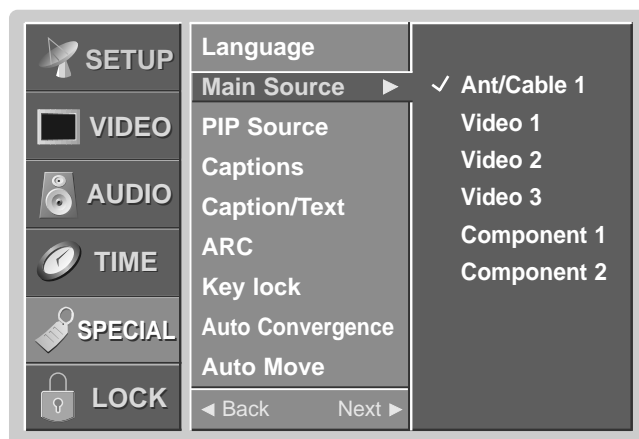 SETUP
VIDEO
AUDIO
TIME
SPECIAL
LOCK
Language
Main Source ►
PIP Source
Captions
Caption/Text
ARC
Key lock
Auto Convergence
Auto Move
◄ Back Next ►
✓ Ant/Cable 1
Video 1
Video 2
Video 3
Component 1
Component 2